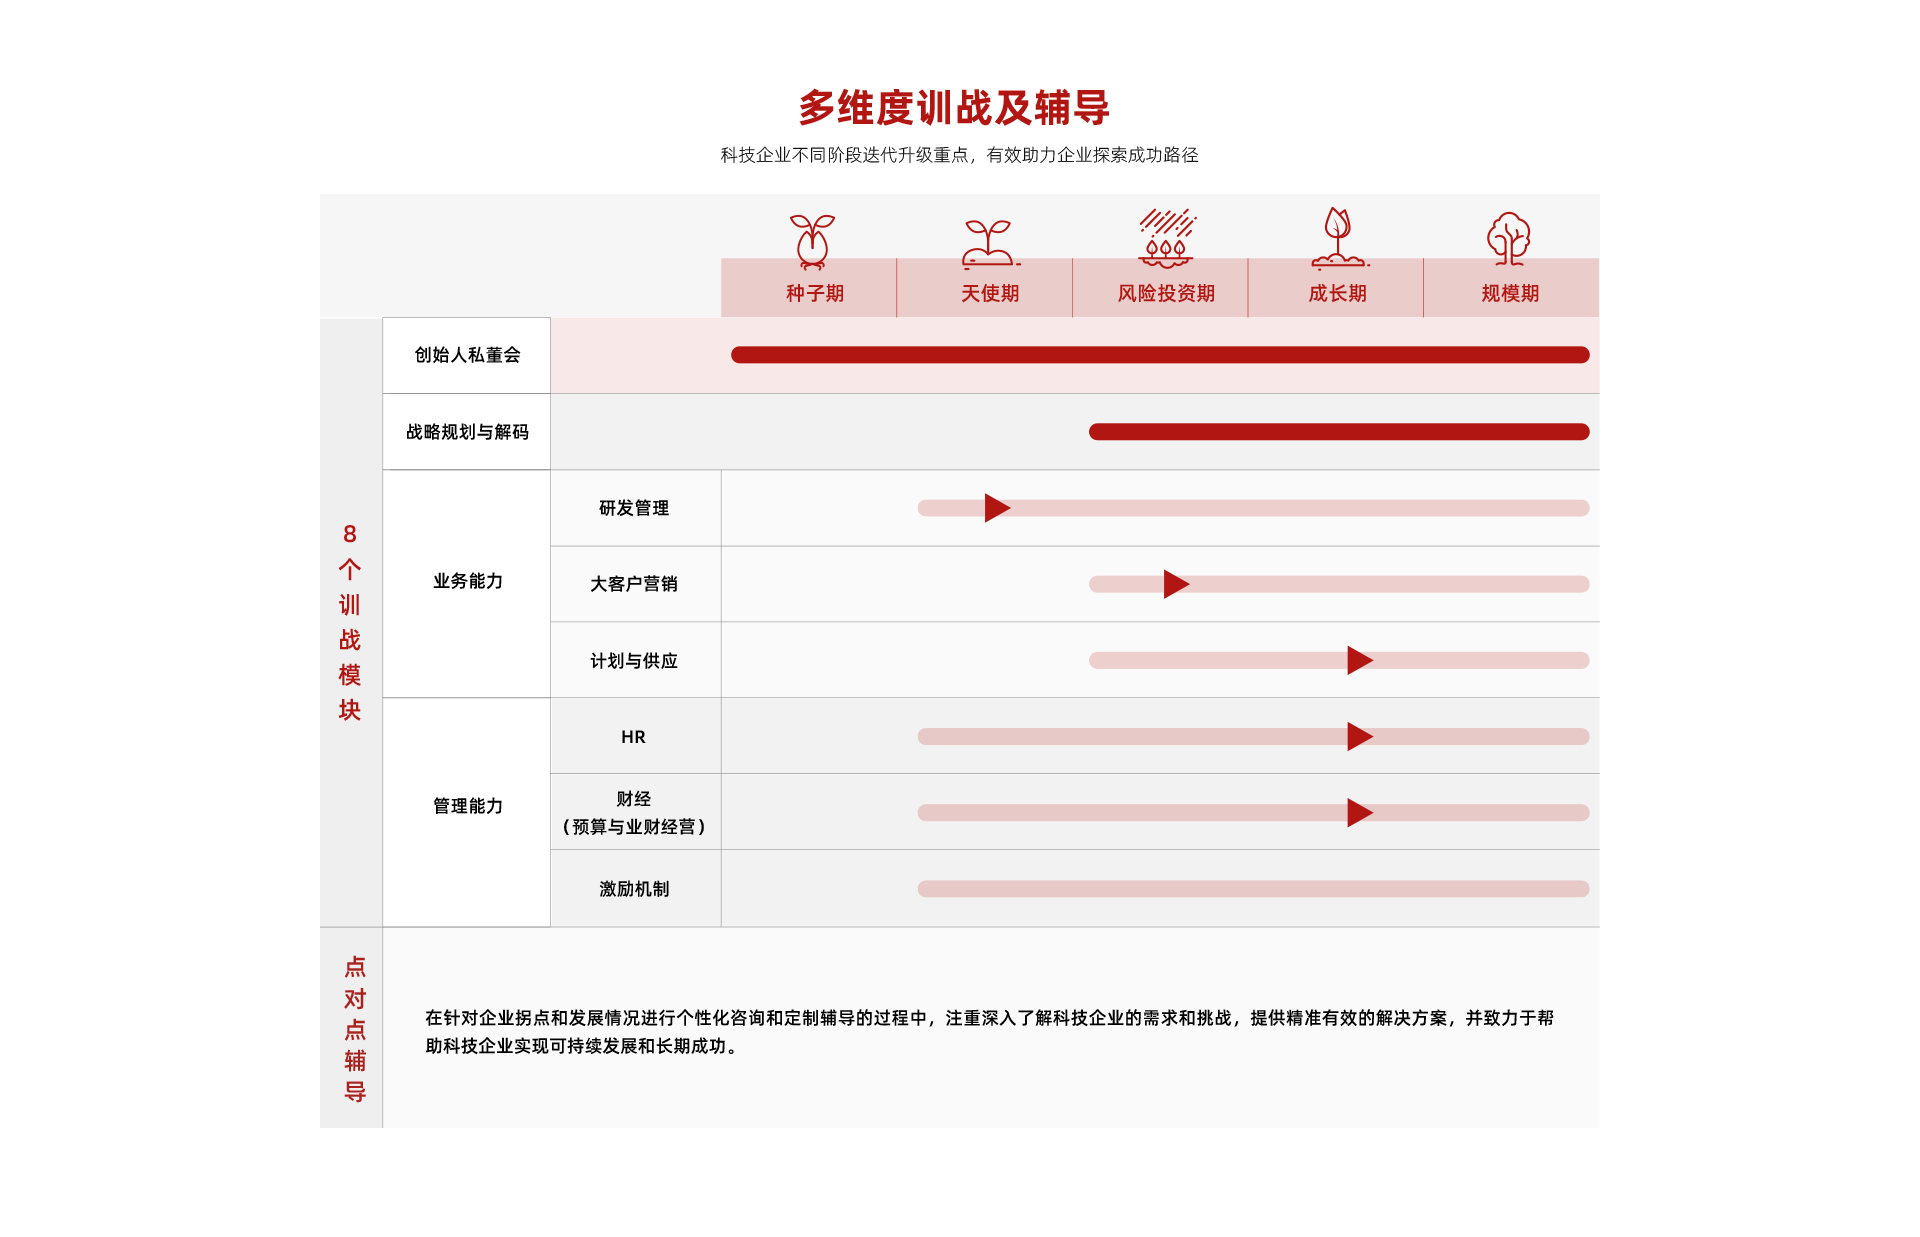 多维度训战及辅导
科技企业不同阶段迭代升级重点，有效助力企业探索成功路径
种子期
天使期
风险投资期
成长期
规模期
8个训战模块
创始人私董会
战略规划与解码
业务能力
研发管理
大客户营销
计划与供应
管理能力
HR
财经
（预算与业财经营）
激励机制
点对点辅导
在针对企业拐点和发展情况进行个性化咨询和定制辅导的过程中，注重深入了解科技企业的需求和挑战，提供精准有效的解决方案，并致力于帮
助科技企业实现可持续发展和长期成功。